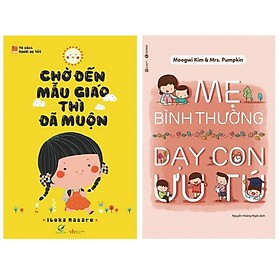 Tủ sách Người mẹ tốt
CHỜ ĐẾN
MẪU GIÁO
THÌ
ĐÃ MUỘN
Ibuka Masaru
Moogwi Kim & Mrs. Pumpkin
MẸ
BÌNH THƯỜNG
DẠY CON
ƯU TÚ
Nguyễn Hoàng Ngân dịch